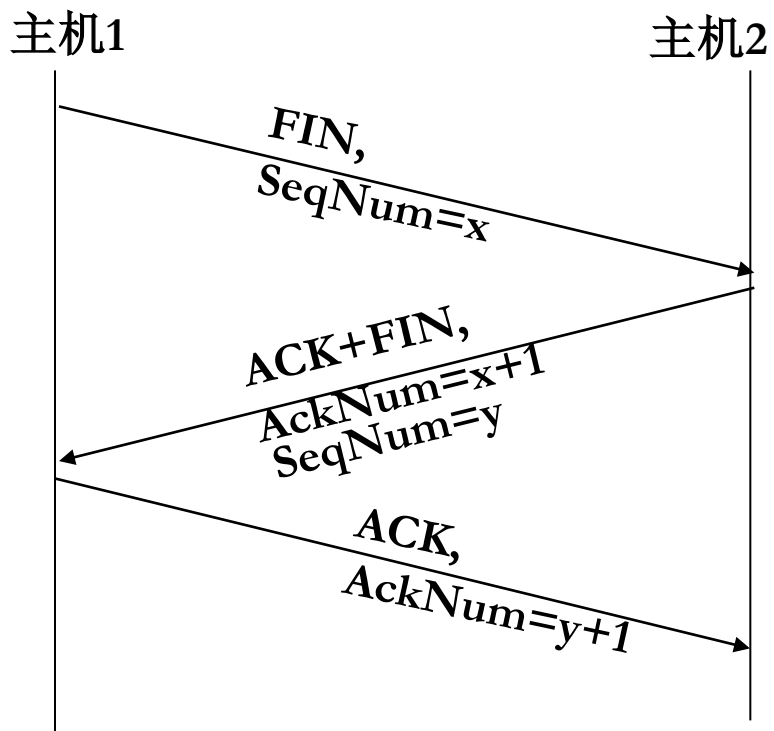 主机1
主机2
FIN,
SeqNum=x
ACK+FIN,
AckNum=x+1
SeqNum=y
ACK,
AckNum=y+1